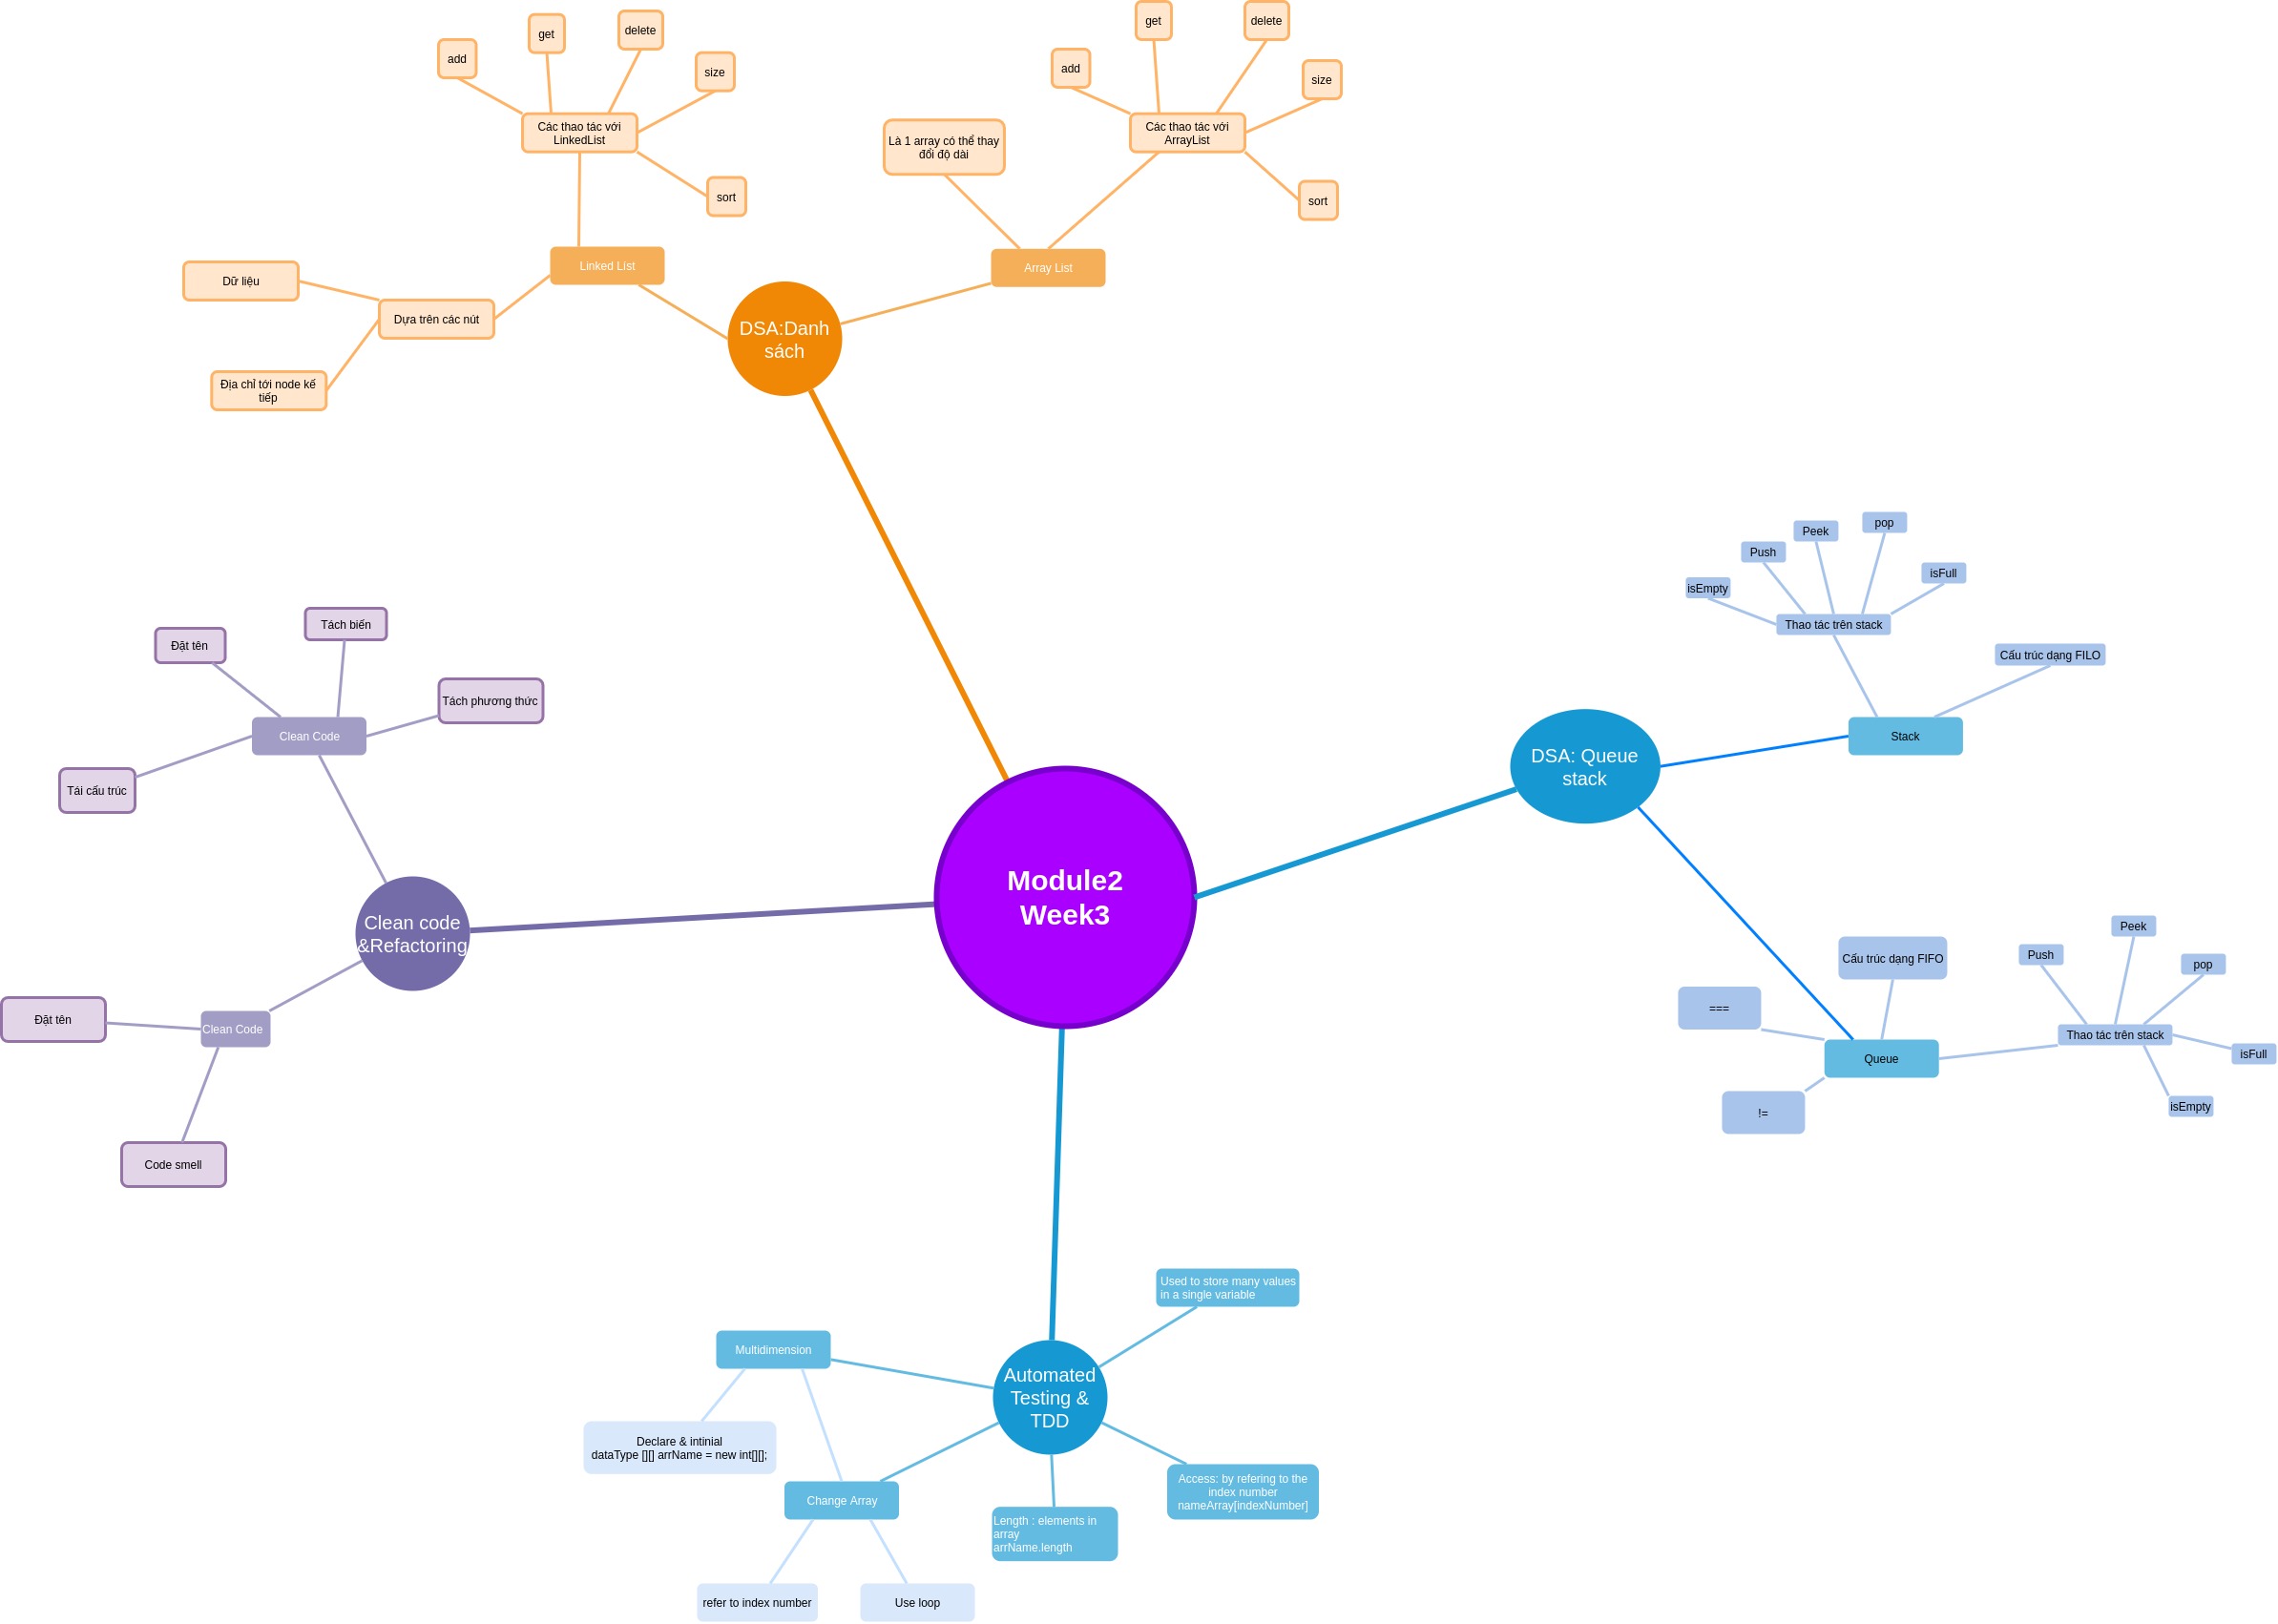 get
delete
add
size
Các thao tác với
LinkedList
sort
Linked List
Dữ liệu
Dựa trên các nút
Địa chỉ tới node kế
tiếp
get
delete
add
size
Là 1 array có thể thay
đổi độ dài
Các thao tác với
ArrayList
sort
Array List
DSA:Danh
sách
Peek
pop
Push
isFull
isEmpty
Thao tác trên stack
Cấu trúc dạng FILO
Stack
DSA: Queue
stack
Tách biến
Đặt tên
Tách phương thức
Clean Code
Tái cấu trúc
Module2
Week3
Clean code
&Refactoring
Đặt tên
Clean Code
Code smell
Peek
Push
pop
Cấu trúc dạng FIFO
===
Thao tác trên stack
isFull
Queue
isEmpty
!=
Used to store many values
in a single variable
Multidimension
Automated
Testing &
TDD
Declare & intinial
dataType [][] arrName = new int[][];
Change Array
Access: by refering to the
index number
nameArray[indexNumber]
Length : elements in
array
arrName.length
refer to index number
Use loop